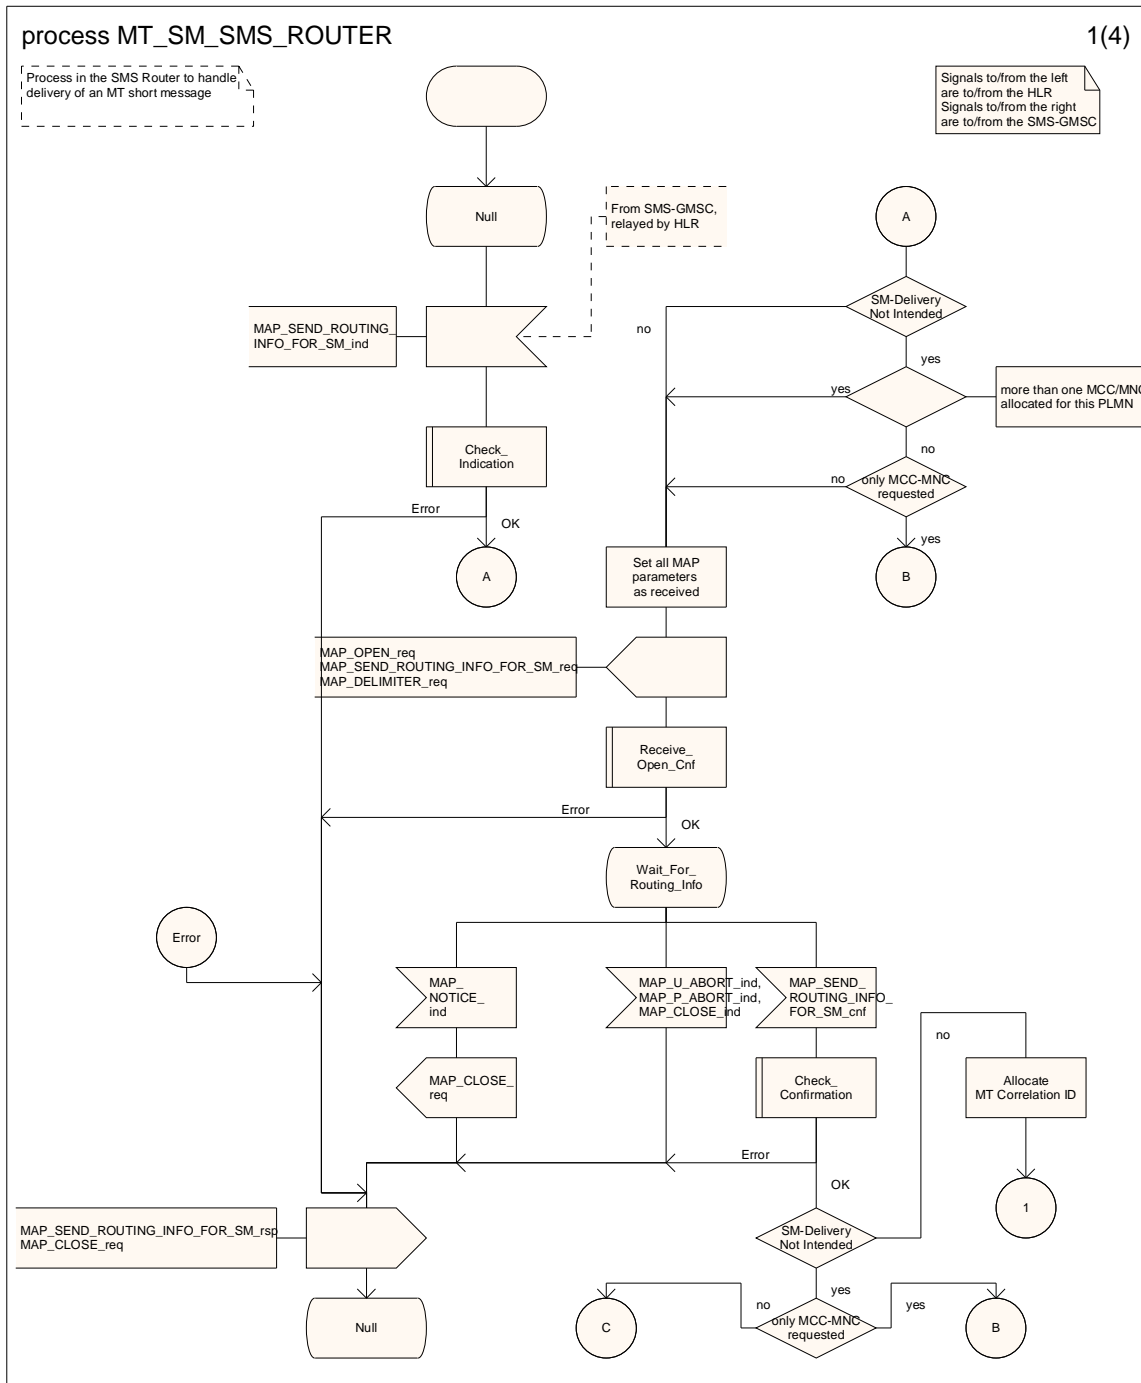 process MT_SM_SMS_ROUTER
1(4)
Process in the SMS Router to handle
delivery of an MT short message
Signals to/from the left
are to/from the HLR
Signals to/from the right
are to/from the SMS-GMSC
Null
From SMS-GMSC,
relayed by HLR
A
SM-Delivery
Not Intended
no
MAP_SEND_ROUTING_
INFO_FOR_SM_ind
yes
yes
more than one MCC/MNC
allocated for this PLMN
no
Check_
Indication
only MCC-MNC
requested
no
Error
OK
yes
A
Set all MAP
parameters
as received
B
MAP_OPEN_req
MAP_SEND_ROUTING_INFO_FOR_SM_req
MAP_DELIMITER_req
Receive_
Open_Cnf
Error
OK
Wait_For_
Routing_Info
Error
MAP_
NOTICE_
ind
MAP_U_ABORT_ind,
MAP_P_ABORT_ind,
MAP_CLOSE_ind
MAP_SEND_
ROUTING_INFO_
FOR_SM_cnf
no
MAP_CLOSE_
req
Check_
Confirmation
Allocate
MT Correlation ID
Error
OK
1
MAP_SEND_ROUTING_INFO_FOR_SM_rsp
MAP_CLOSE_req
SM-Delivery
Not Intended
yes
Null
C
no
only MCC-MNC
requested
yes
B